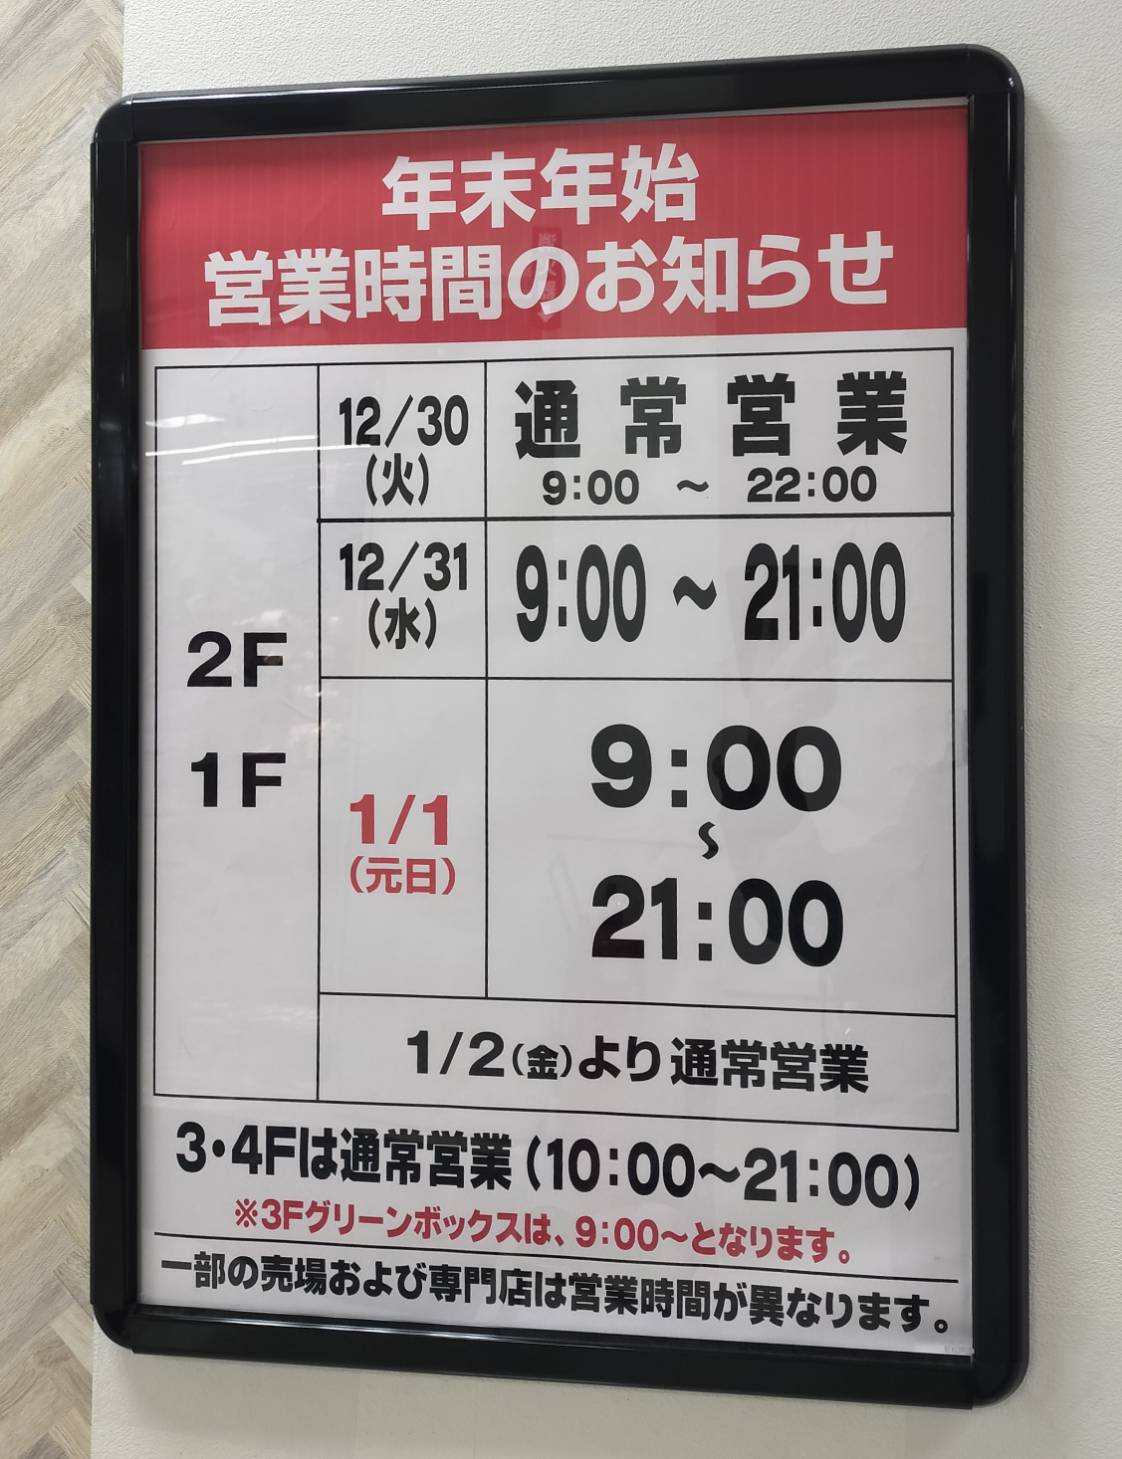 年末年始
営業時間のお知らせ
2F
1F
12/30
(火)
通常営業
9:00 ～ 22:00
12/31
(水)
9:00 ～ 21:00
1/1
(元日)
9:00
～
21:00
1/2(金)より通常営業
3・4Fは通常営業(10:00～21:00)
※3Fグリーンボックスは、9:00～となります。
一部の売場および専門店は営業時間が異なります。